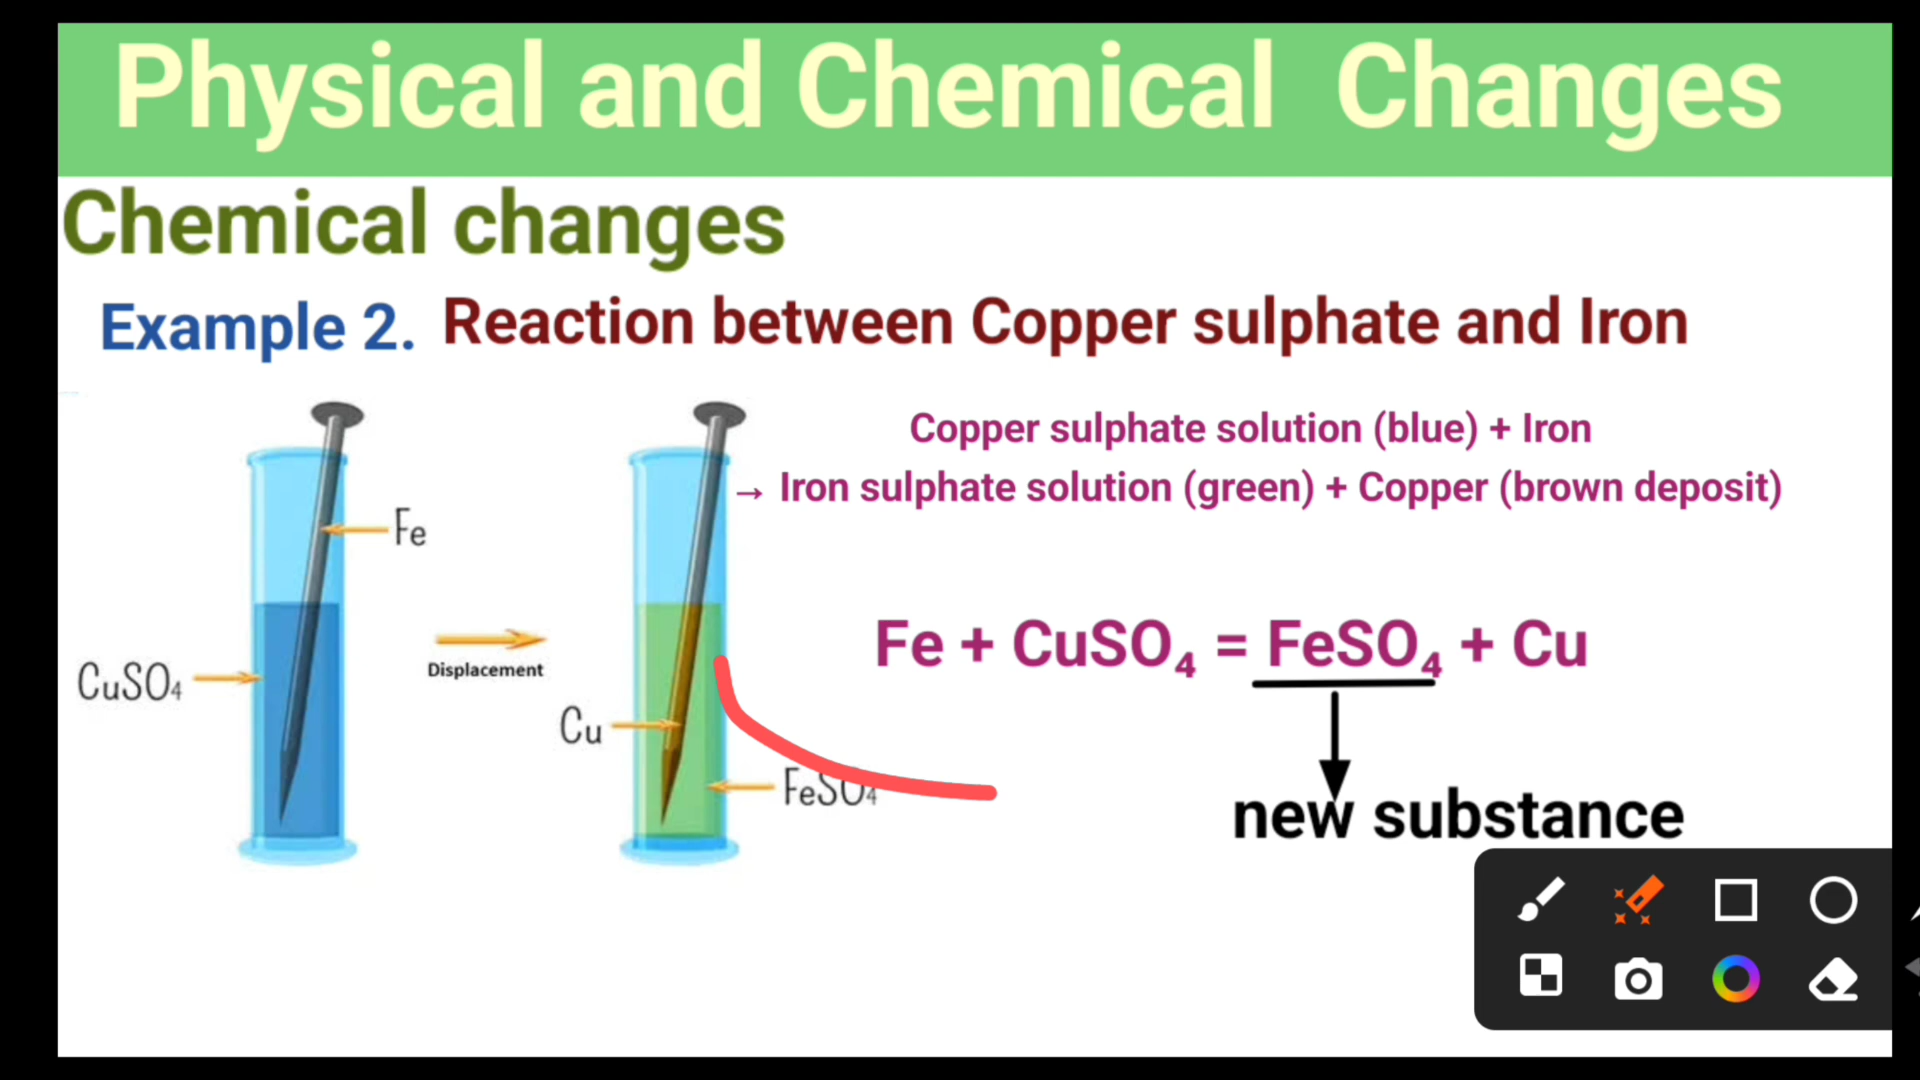 Physical and Chemical Changes
Chemical changes
Example 2. Reaction between Copper sulphate and Iron
Copper sulphate solution (blue) + Iron
→ Iron sulphate solution (green) + Copper (brown deposit)
Fe
CuSO₄
Displacement
Cu
FeSO₄
Fe + CuSO₄ = FeSO₄ + Cu
new substance